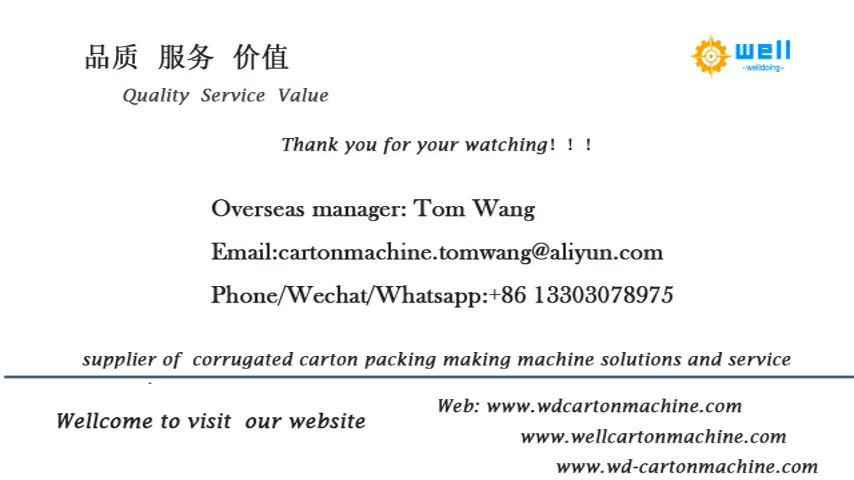 品质 服务 价值
well
-welldoing-
Quality Service Value
Thank you for your watching！！！
Overseas manager: Tom Wang
Email:cartonmachine.tomwang@aliyun.com
Phone/Wechat/Whatsapp:+86 13303078975
supplier of corrugated carton packing making machine solutions and service
Wellcome to visit our website
Web: www.wdcartonmachine.com
www.wellcartonmachine.com
www.wd-cartonmachine.com